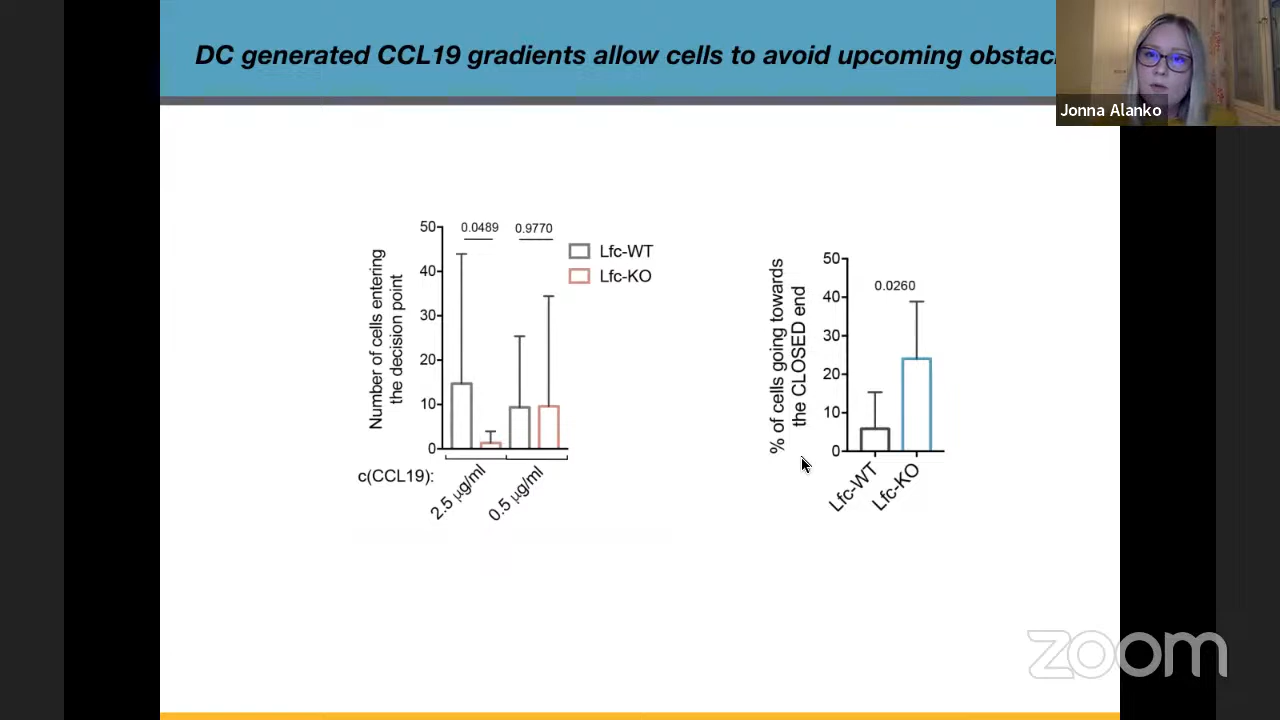 DC generated CCL19 gradients allow cells to avoid upcoming
Jonna Alanko
Number of cells entering
the decision point
50
40
30
20
10
0
0.0489
0.9770
Lfc-WT
Lfc-KO
c(CCL19):
2.5 µg/ml
0.5 µg/ml
% of cells going towards
the CLOSED end
50
40
30
20
10
0
0.0260
Lfc-WT
Lfc-KO
zoom